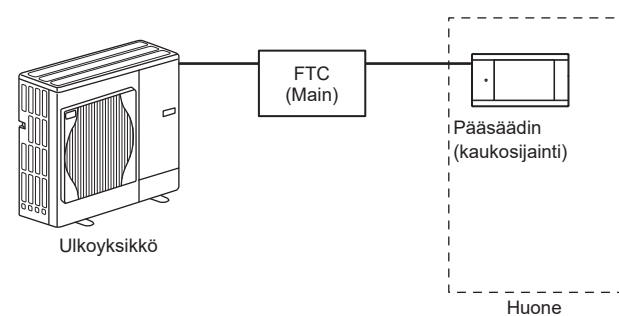 FTC
(Main)
Pääsäädin
(kaukosijainti)
Ulkoyksikkö
Huone